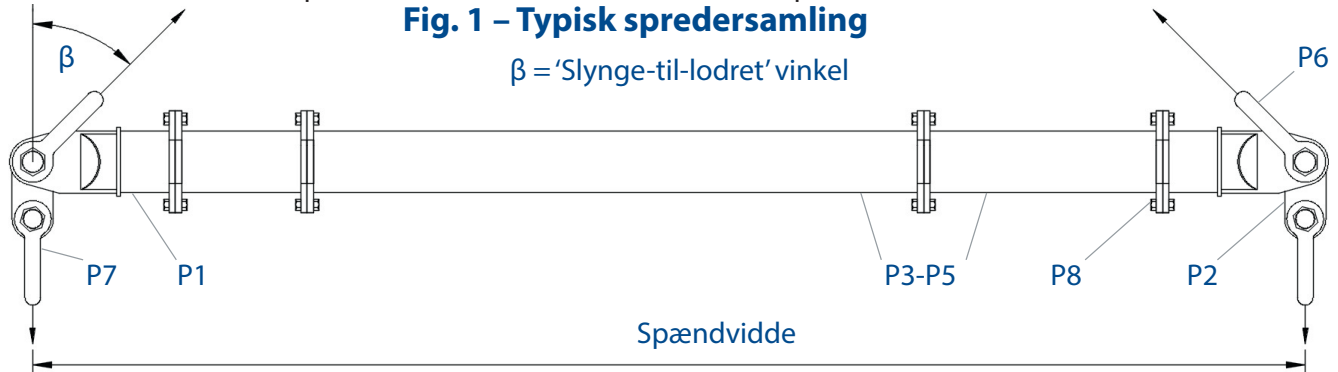 Fig. 1 – Typisk spredersamling
β = ‘Slynge-til-lodret’ vinkel
β
P6
P7
P1
P3-P5
P8
P2
Spændvidde